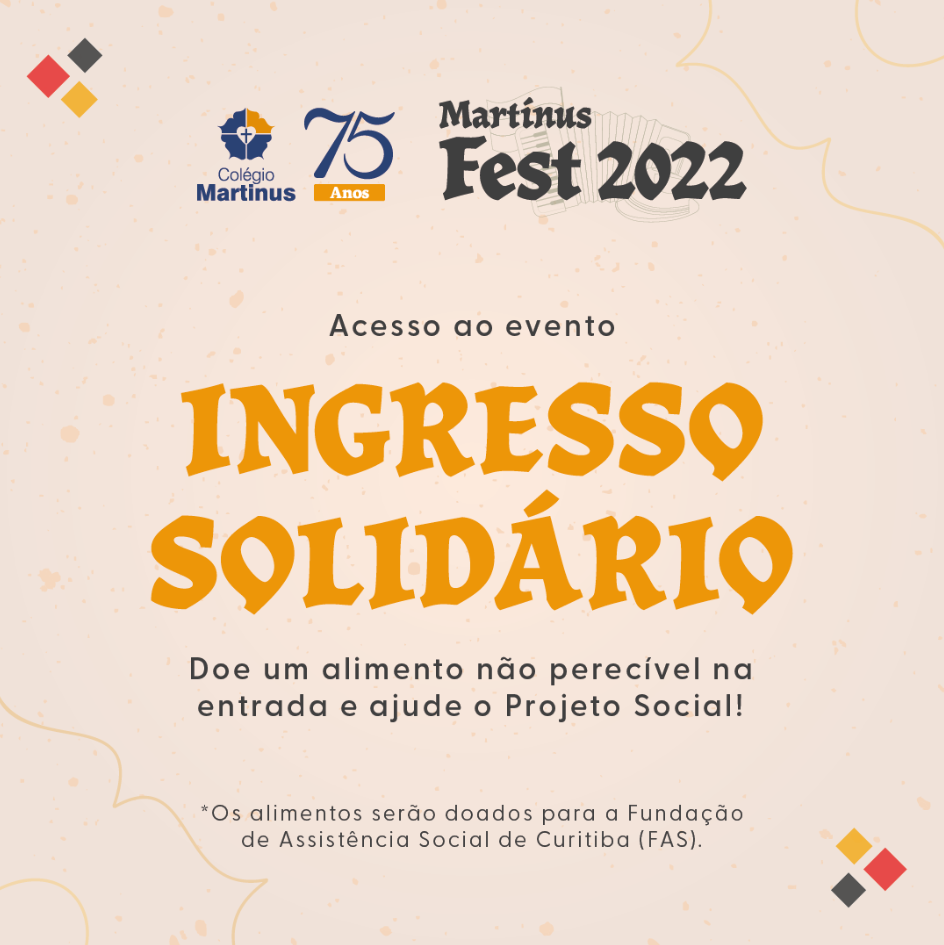 Colégio
Martinus
75
Anos
Martinus
Fest 2022
Acesso ao evento
INGRESSO
SOLIDÁRIO
Doe um alimento não perecível na
entrada e ajude o Projeto Social!
*Os alimentos serão doados para a Fundação
de Assistência Social de Curitiba (FAS).